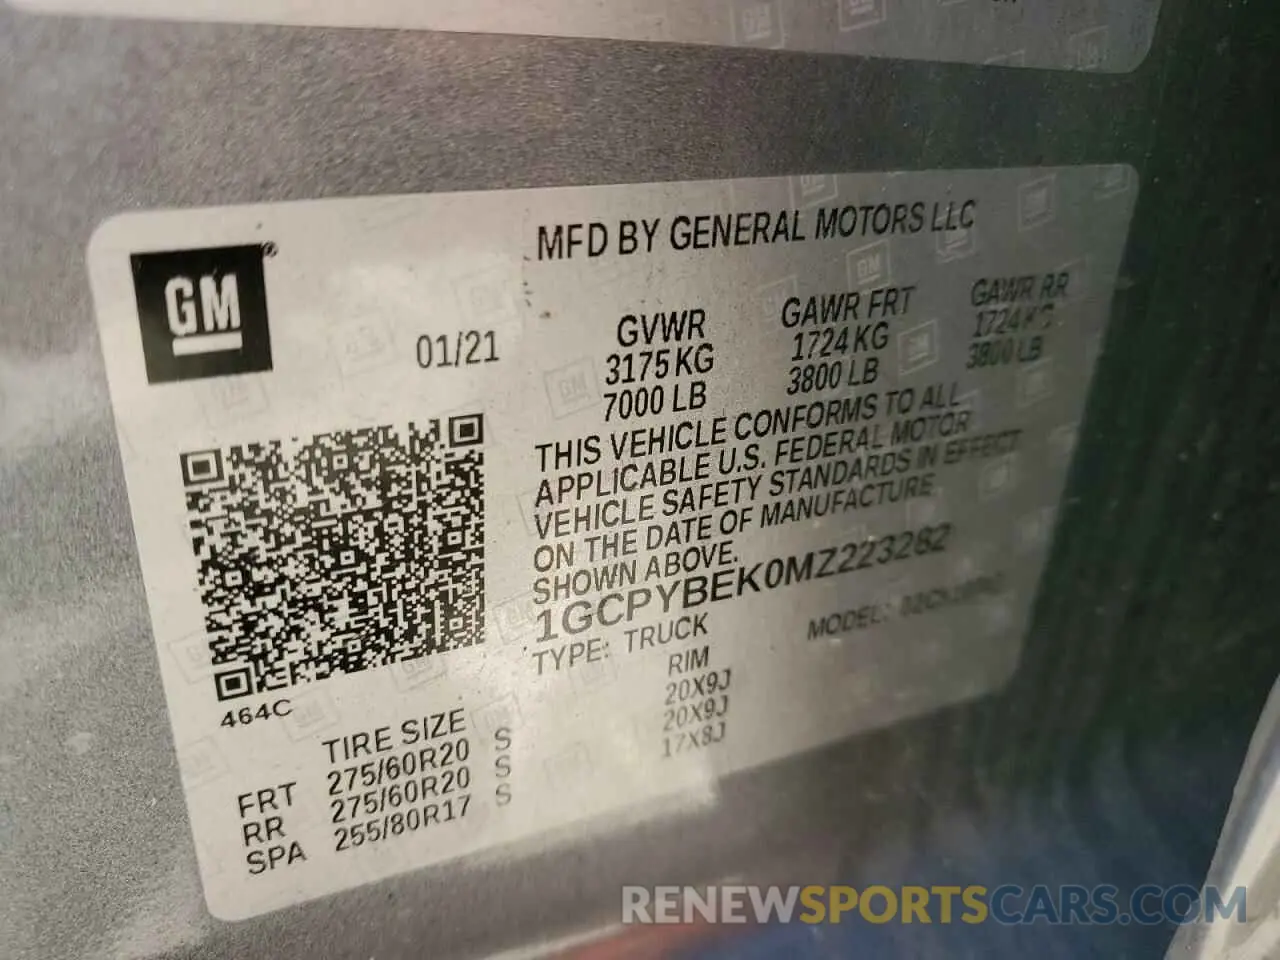 GM
®
MFD BY GENERAL MOTORS LLC
01/21
GVWR GAWR FRT GAWR RR
3175 KG 1724 KG 1724 KG
7000 LB 3800 LB 3800 LB
THIS VEHICLE CONFORMS TO ALL
APPLICABLE U.S. FEDERAL MOTOR
VEHICLE SAFETY STANDARDS IN EFFECT
ON THE DATE OF MANUFACTURE
SHOWN ABOVE.
1GCPYBEK0MZ223282
TYPE: TRUCK MODEL:
464C
TIRE SIZE RIM
FRT 275/60R20 S 20X9J
RR 275/60R20 S 20X9J
SPA 255/80R17 S 17X8J
RENEWSPORTSCARS.COM